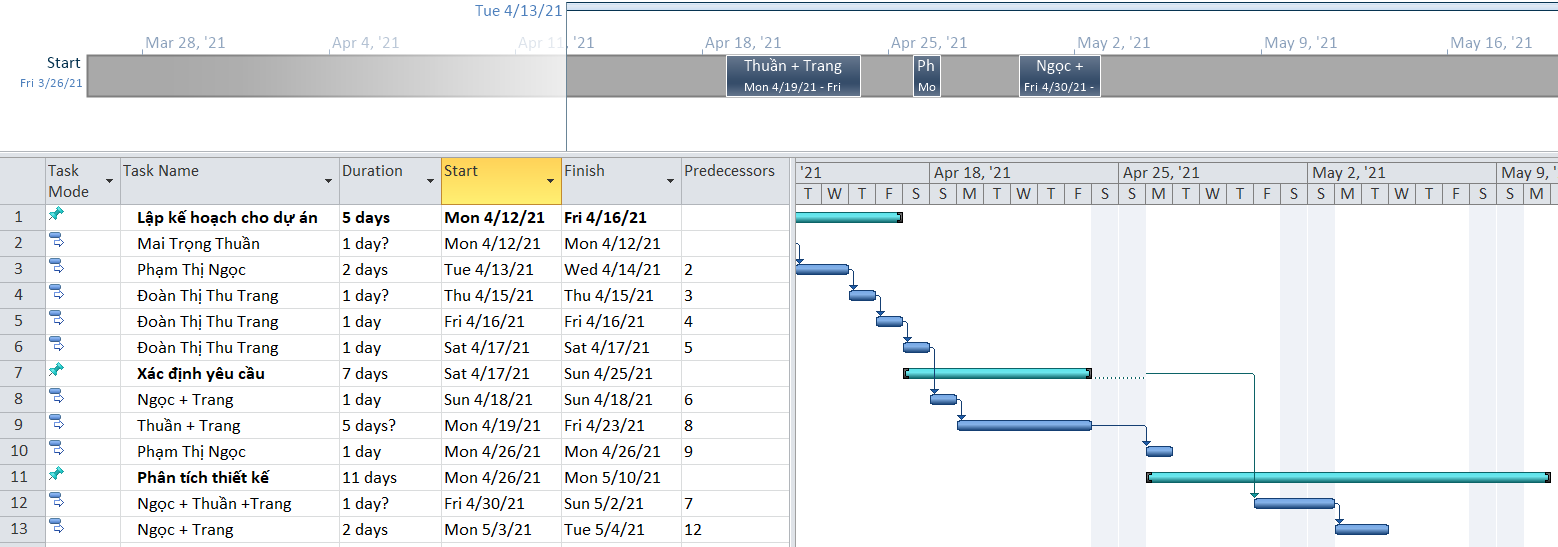 Tue 4/13/21
Mar 28, '21 Apr 4, '21 Apr 11, '21 Apr 18, '21 Apr 25, '21 May 2, '21 May 9, '21 May 16, '21
Start Thuần + Trang Ph Ngọc +
Fri 3/26/21 Mon 4/19/21 - Fri Mo Fri 4/30/21 -
Task Mode Task Name Duration Start Finish Predecessors
'21 Apr 18, '21 Apr 25, '21 May 2, '21 May 9, '
T W T F S S M T W T F S S M T W T F S S M T W T F S S M
1 Lập kế hoạch cho dự án 5 days Mon 4/12/21 Fri 4/16/21
2 Mai Trọng Thuần 1 day? Mon 4/12/21 Mon 4/12/21
3 Phạm Thị Ngọc 2 days Tue 4/13/21 Wed 4/14/21 2
4 Đoàn Thị Thu Trang 1 day? Thu 4/15/21 Thu 4/15/21 3
5 Đoàn Thị Thu Trang 1 day Fri 4/16/21 Fri 4/16/21 4
6 Đoàn Thị Thu Trang 1 day Sat 4/17/21 Sat 4/17/21 5
7 Xác định yêu cầu 7 days Sat 4/17/21 Sun 4/25/21
8 Ngọc + Trang 1 day Sun 4/18/21 Sun 4/18/21 6
9 Thuần + Trang 5 days? Mon 4/19/21 Fri 4/23/21 8
10 Phạm Thị Ngọc 1 day Mon 4/26/21 Mon 4/26/21 9
11 Phân tích thiết kế 11 days Mon 4/26/21 Mon 5/10/21
12 Ngọc + Thuần +Trang 1 day? Fri 4/30/21 Sun 5/2/21 7
13 Ngọc + Trang 2 days Mon 5/3/21 Tue 5/4/21 12